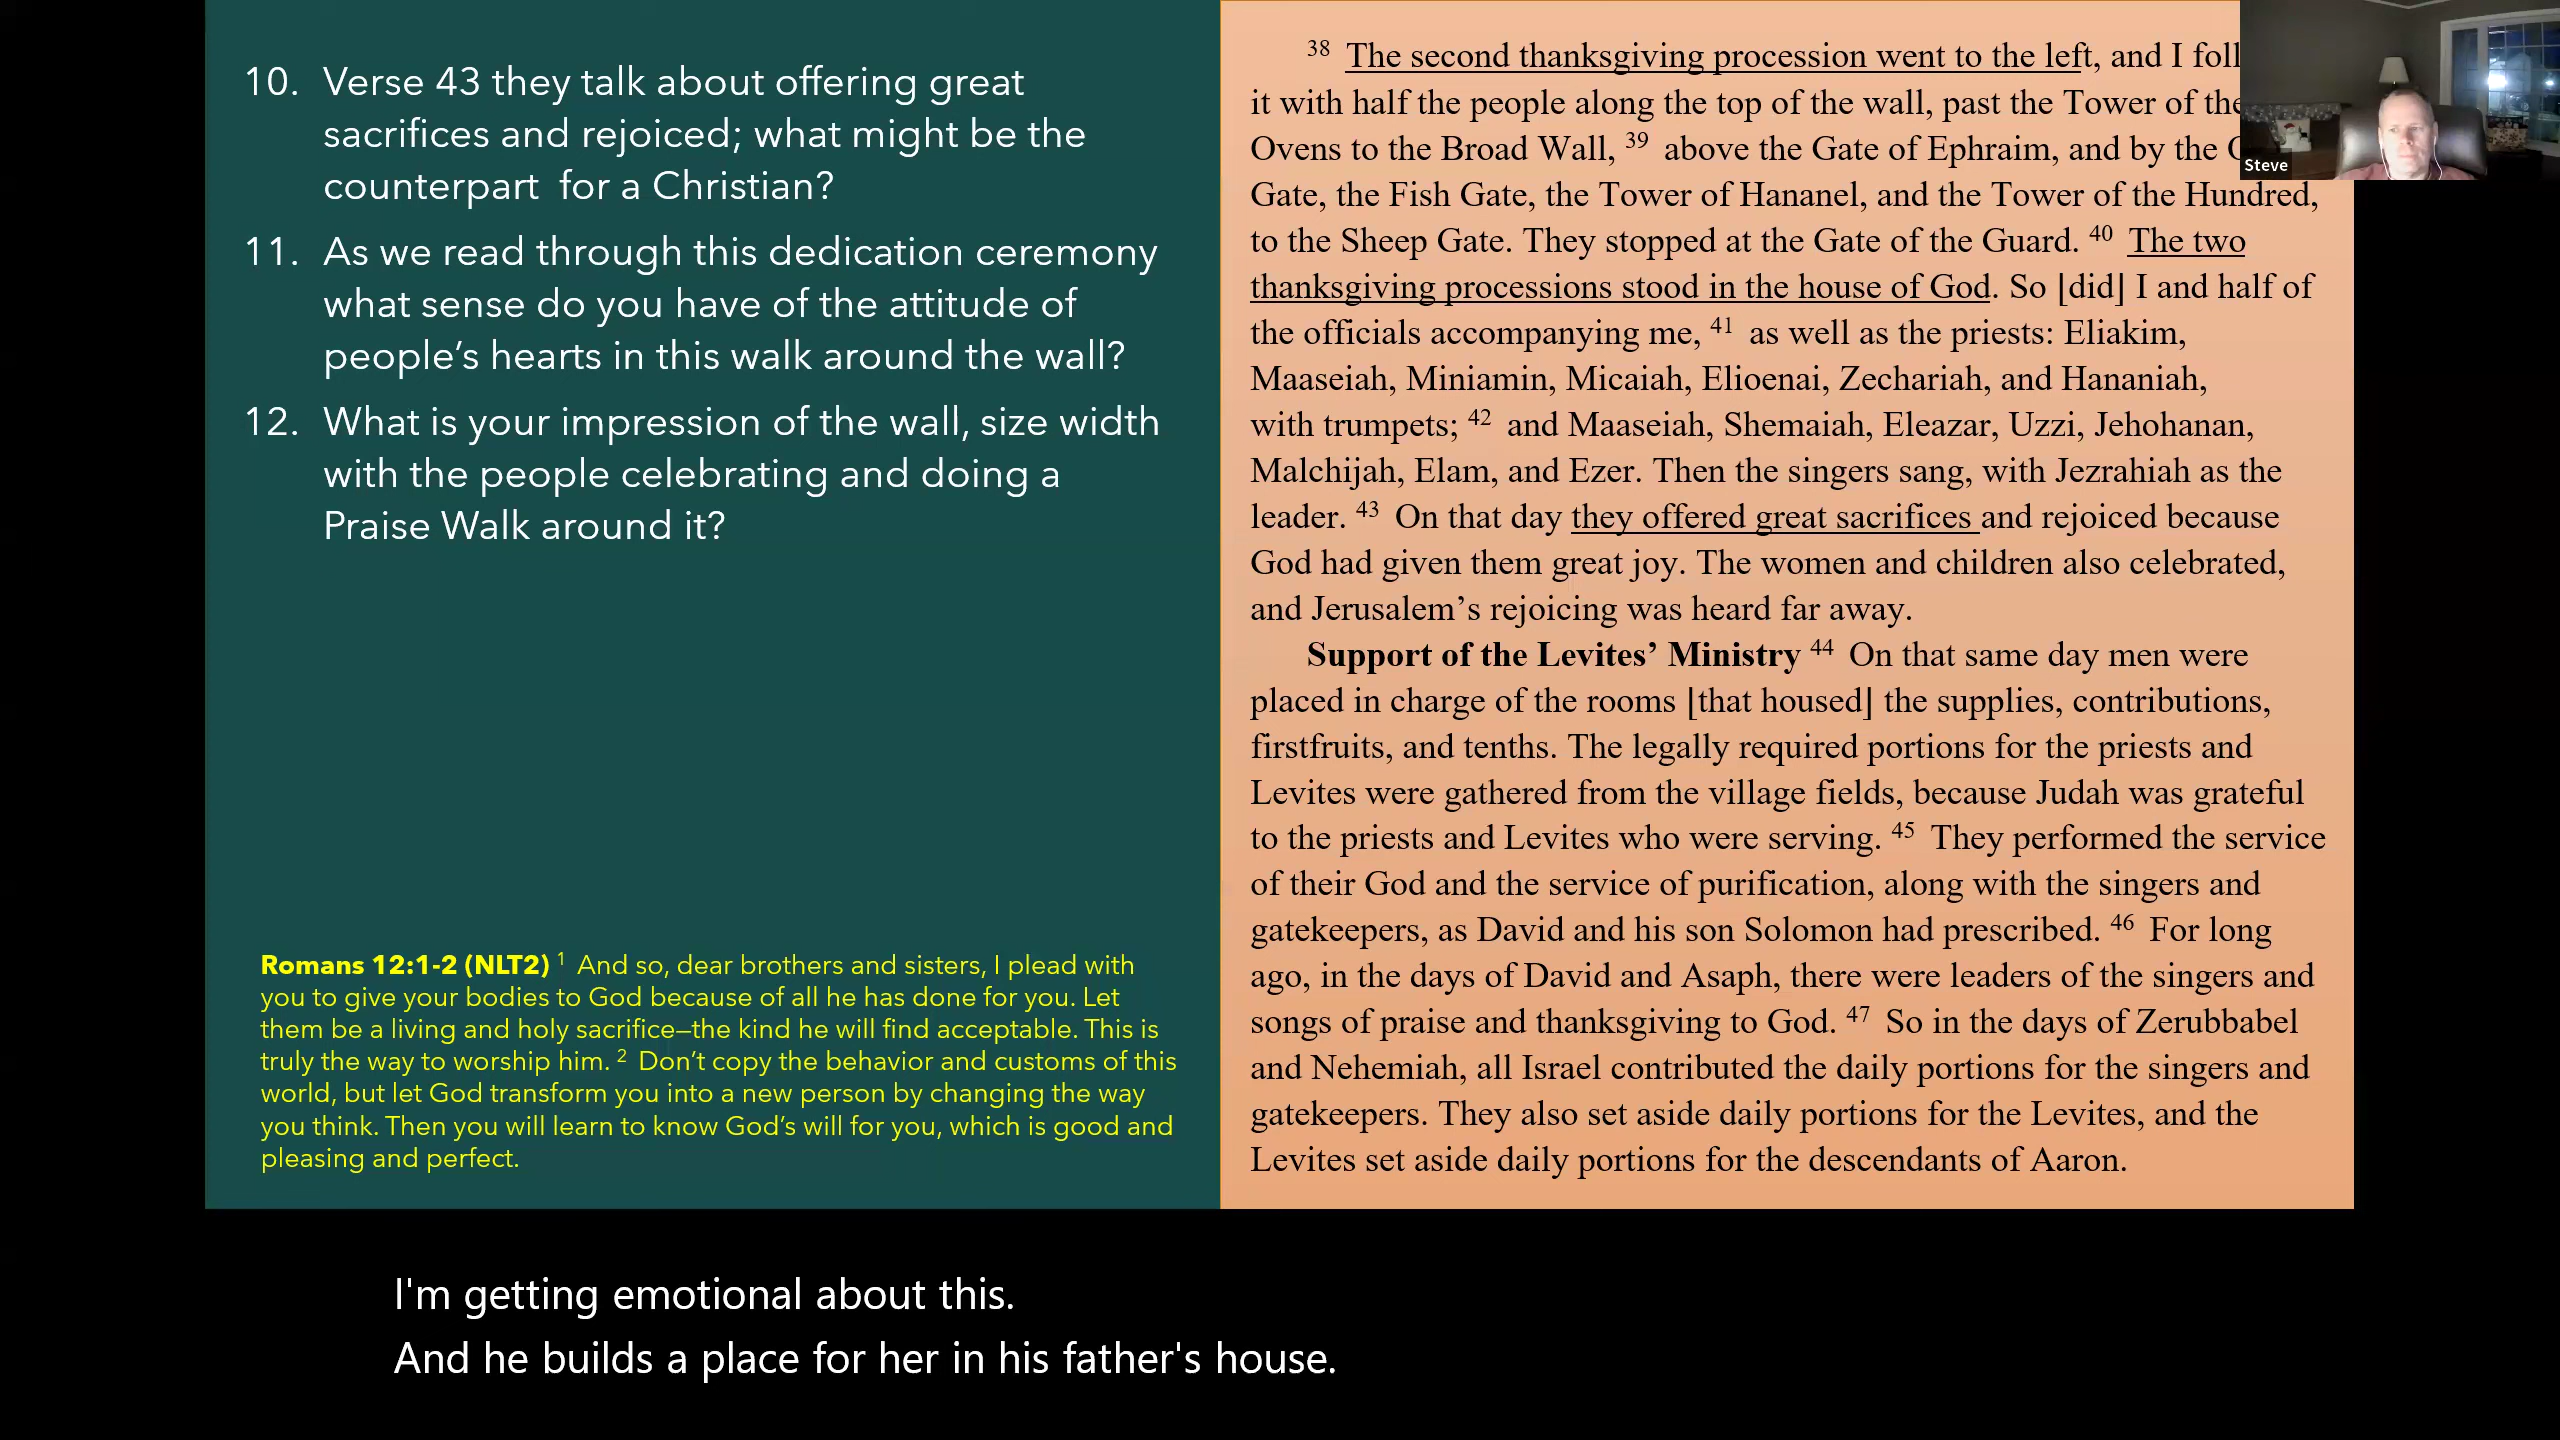 10. Verse 43 they talk about offering great
sacrifices and rejoiced; what might be the
counterpart for a Christian?
11. As we read through this dedication ceremony
what sense do you have of the attitude of
people's hearts in this walk around the wall?
12. What is your impression of the wall, size width
with the people celebrating and doing a
Praise Walk around it?
Romans 12:1-2 (NLT2) 1 And so, dear brothers and sisters, I plead with
you to give your bodies to God because of all he has done for you. Let
them be a living and holy sacrifice—the kind he will find acceptable. This is
truly the way to worship him. 2 Don't copy the behavior and customs of this
world, but let God transform you into a new person by changing the way
you think. Then you will learn to know God's will for you, which is good and
pleasing and perfect.
38 The second thanksgiving procession went to the left, and I
it with half the people along the top of the wall, past the Tower of the
Ovens to the Broad Wall, 39 above the Gate of Ephraim, and by the
Gate, the Fish Gate, the Tower of Hananel, and the Tower of the Hundred,
to the Sheep Gate. They stopped at the Gate of the Guard. 40 The two
thanksgiving processions stood in the house of God. So [did] I and half of
the officials accompanying me, 41 as well as the priests: Eliakim,
Maaseiah, Miniamin, Micaiah, Elioenai, Zechariah, and Hananiah,
with trumpets; 42 and Maaseiah, Shemaiah, Eleazar, Uzzi, Jehohanan,
Malchijah, Elam, and Ezer. Then the singers sang, with Jezrahiah as the
leader. 43 On that day they offered great sacrifices and rejoiced because
God had given them great joy. The women and children also celebrated,
and Jerusalem's rejoicing was heard far away.
Support of the Levites' Ministry 44 On that same day men were
placed in charge of the rooms [that housed] the supplies, contributions,
firstfruits, and tenths. The legally required portions for the priests and
Levites were gathered from the village fields, because Judah was grateful
to the priests and Levites who were serving. 45 They performed the service
of their God and the service of purification, along with the singers and
gatekeepers, as David and his son Solomon had prescribed. 46 For long
ago, in the days of David and Asaph, there were leaders of the singers and
songs of praise and thanksgiving to God. 47 So in the days of Zerubbabel
and Nehemiah, all Israel contributed the daily portions for the singers and
gatekeepers. They also set aside daily portions for the Levites, and the
Levites set aside daily portions for the descendants of Aaron.
Steve
I'm getting emotional about this.
And he builds a place for her in his father's house.